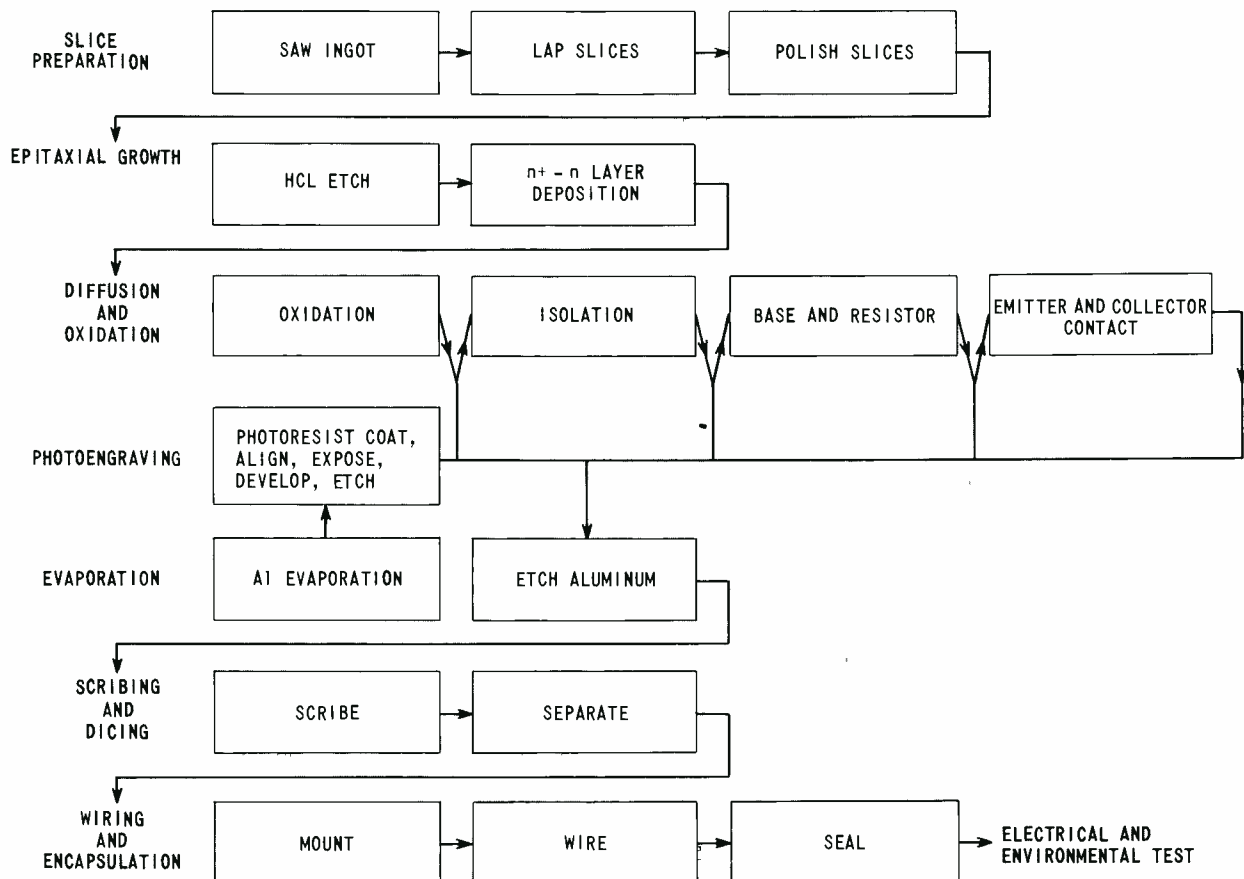 SLICE
PREPARATION
SAW INGOT
LAP SLICES
POLISH SLICES
EPITAXIAL GROWTH
HCL ETCH
n+ – n LAYER
DEPOSITION
DIFFUSION
AND
OXIDATION
OXIDATION
ISOLATION
BASE AND RESISTOR
EMITTER AND COLLECTOR
CONTACT
PHOTOENGRAVING
PHOTORESIST COAT,
ALIGN, EXPOSE,
DEVELOP, ETCH
EVAPORATION
Al EVAPORATION
ETCH ALUMINUM
SCRIBING
AND
DICING
SCRIBE
SEPARATE
WIRING
AND
ENCAPSULATION
MOUNT
WIRE
SEAL
ELECTRICAL AND
ENVIRONMENTAL TEST